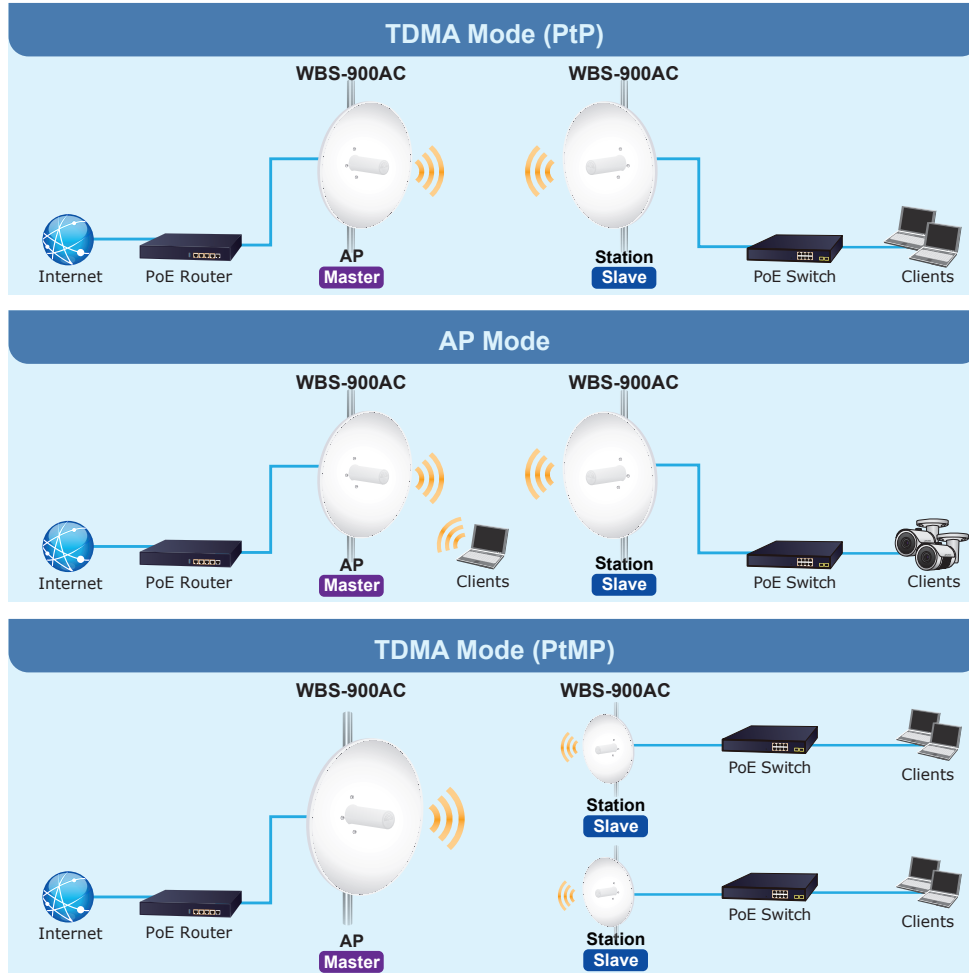 TDMA Mode (PtP)
WBS-900AC
WBS-900AC
Internet
PoE Router
AP
Master
Station
Slave
PoE Switch
Clients
AP Mode
WBS-900AC
WBS-900AC
Internet
PoE Router
AP
Master
Clients
Station
Slave
PoE Switch
Clients
TDMA Mode (PtMP)
WBS-900AC
WBS-900AC
PoE Switch
Clients
Station
Slave
Internet
PoE Router
AP
Master
Station
Slave
PoE Switch
Clients